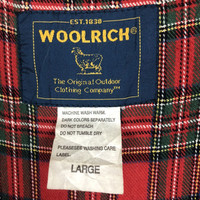 EST. 1830
WOOLRICH®
The Original Outdoor
Clothing Company™
MACHINE WASH WARM
DARK COLORS SEPARATELY
DO NOT BLEACH
DO NOT TUMBLE DRY
PLEASE SEE WASHING CARE
LABEL
LARGE